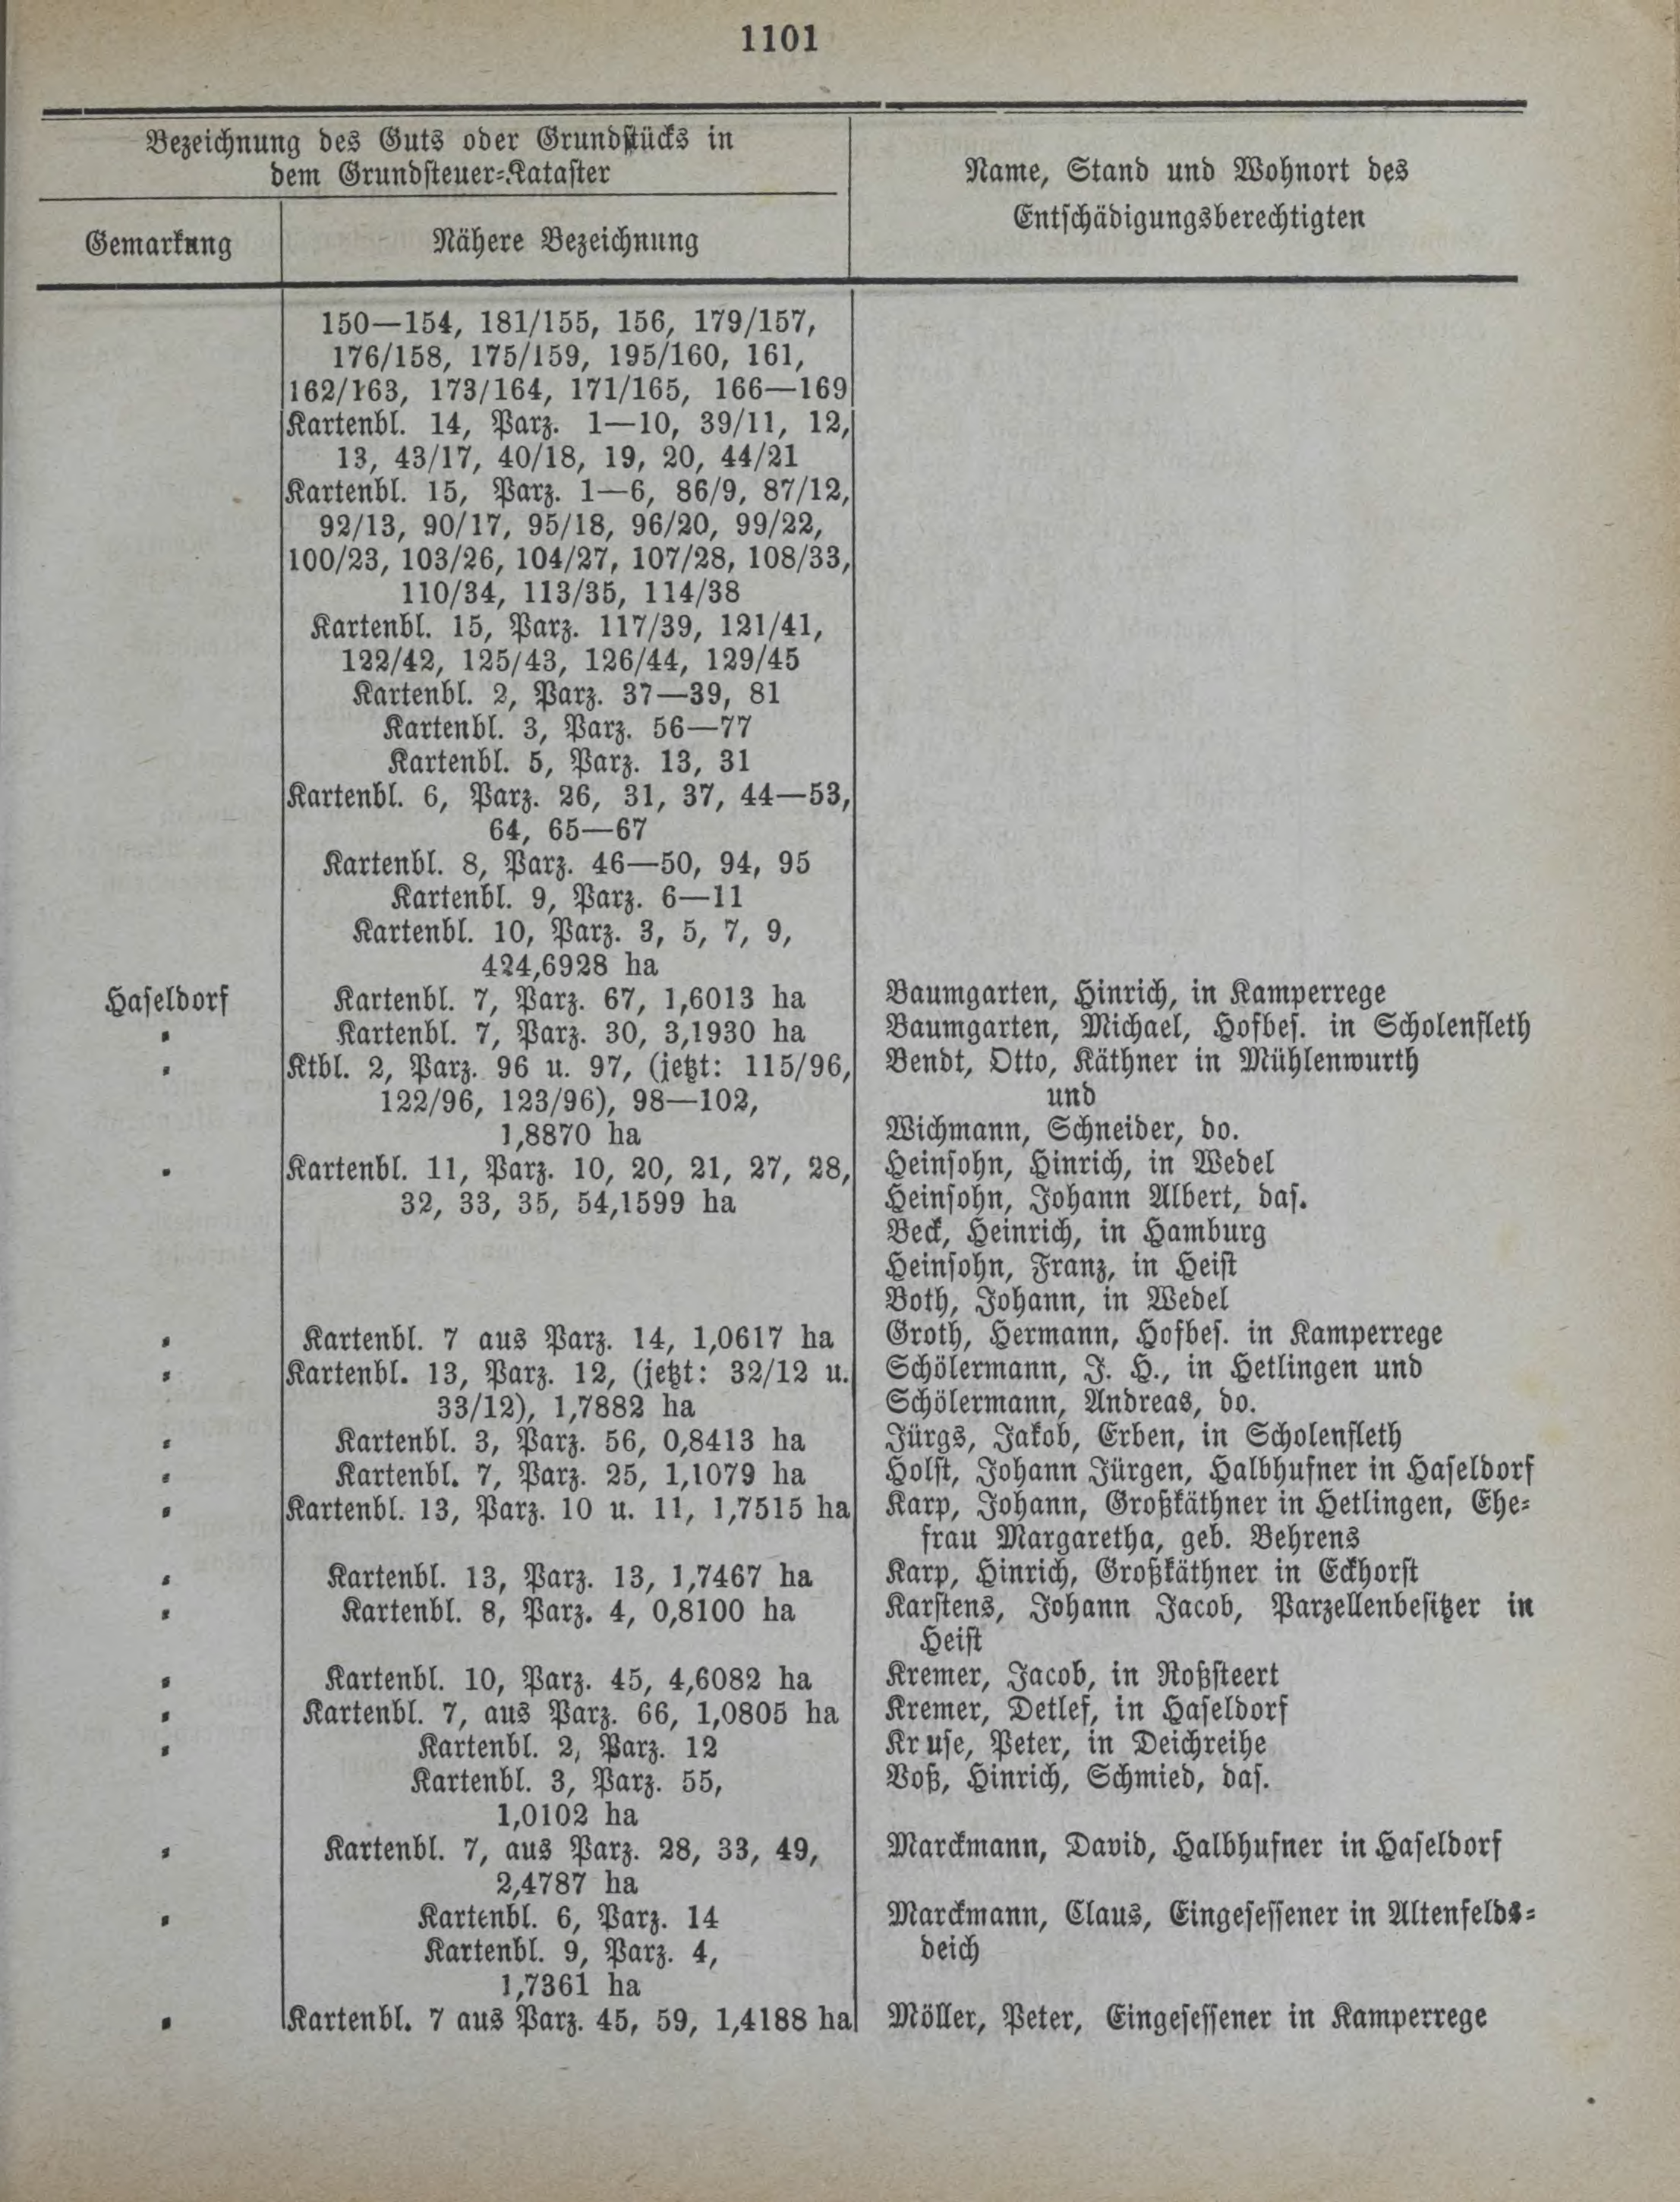 1101
Bezeichnung des Guts oder Grundstücks in
dem Grundsteuer-Kataster
Name, Stand und Wohnort des
Entschädigungsberechtigten
Gemarkung
Nähere Bezeichnung
150—154, 181/155, 156, 179/157,
176/158, 175/159, 195/160, 161,
162/163, 173/164, 171/165, 166—169
Kartenbl. 14, Parz. 1—10, 39/11, 12,
13, 43/17, 40/18, 19, 20, 44/21
Kartenbl. 15, Parz. 1—6, 86/9, 87/12,
92/13, 90/17, 95/18, 96/20, 99/22,
100/23, 103/26, 104/27, 107/28, 108/33,
110/34, 113/35, 114/38
Kartenbl. 15, Parz. 117/39, 121/41,
122/42, 125/43, 126/44, 129/45
Kartenbl. 2, Parz. 37—39, 81
Kartenbl. 3, Parz. 56—77
Kartenbl. 5, Parz. 13, 31
Kartenbl. 6, Parz. 26, 31, 37, 44—53,
64, 65—67
Kartenbl. 8, Parz. 46—50, 94, 95
Kartenbl. 9, Parz. 6—11
Kartenbl. 10, Parz. 3, 5, 7, 9,
424,6928 ha
Haseldorf Kartenbl. 7, Parz. 67, 1,6013 ha Baumgarten, Hinrich, in Kamperrege
" Kartenbl. 7, Parz. 30, 3,1930 ha Baumgarten, Michael, Hofbes. in Scholenfleth
" Ktbl. 2, Parz. 96 u. 97, (jetzt: 115/96, Bendt, Otto, Käthner in Mühlenwurth
122/96, 123/96), 98—102, und
1,8870 ha Wichmann, Schneider, do.
" Kartenbl. 11, Parz. 10, 20, 21, 27, 28, Heinsohn, Hinrich, in Wedel
32, 33, 35, 54,1599 ha Heinsohn, Johann Albert, das.
Beck, Heinrich, in Hamburg
Heinsohn, Franz, in Heist
Both, Johann, in Wedel
" Kartenbl. 7 aus Parz. 14, 1,0617 ha Groth, Hermann, Hofbes. in Kamperrege
" Kartenbl. 13, Parz. 12, (jetzt: 32/12 u. Schölermann, J. H., in Hetlingen und
33/12), 1,7882 ha Schölermann, Andreas, do.
" Kartenbl. 3, Parz. 56, 0,8413 ha Jürgs, Jakob, Erben, in Scholenfleth
" Kartenbl. 7, Parz. 25, 1,1079 ha Holst, Johann Jürgen, Halbhufner in Haseldorf
" Kartenbl. 13, Parz. 10 u. 11, 1,7515 ha Karp, Johann, Großkäthner in Hetlingen, Ehe-
frau Margaretha, geb. Behrens
" Kartenbl. 13, Parz. 13, 1,7467 ha Karp, Hinrich, Großkäthner in Eckhorst
" Kartenbl. 8, Parz. 4, 0,8100 ha Karstens, Johann Jacob, Parzellenbesitzer in
Heist
" Kartenbl. 10, Parz. 45, 4,6082 ha Kremer, Jacob, in Roßsteert
" Kartenbl. 7, aus Parz. 66, 1,0805 ha Kremer, Detlef, in Haseldorf
" Kartenbl. 2, Parz. 12 Kruse, Peter, in Deichreihe
Kartenbl. 3, Parz. 55, Voß, Hinrich, Schmied, das.
1,0102 ha
" Kartenbl. 7, aus Parz. 28, 33, 49, Marckmann, David, Halbhufner in Haseldorf
2,4787 ha
" Kartenbl. 6, Parz. 14 Marckmann, Claus, Eingesessener in Altenfelds-
Kartenbl. 9, Parz. 4, deich
1,7361 ha
" Kartenbl. 7 aus Parz. 45, 59, 1,4188 ha Möller, Peter, Eingesessener in Kamperrege